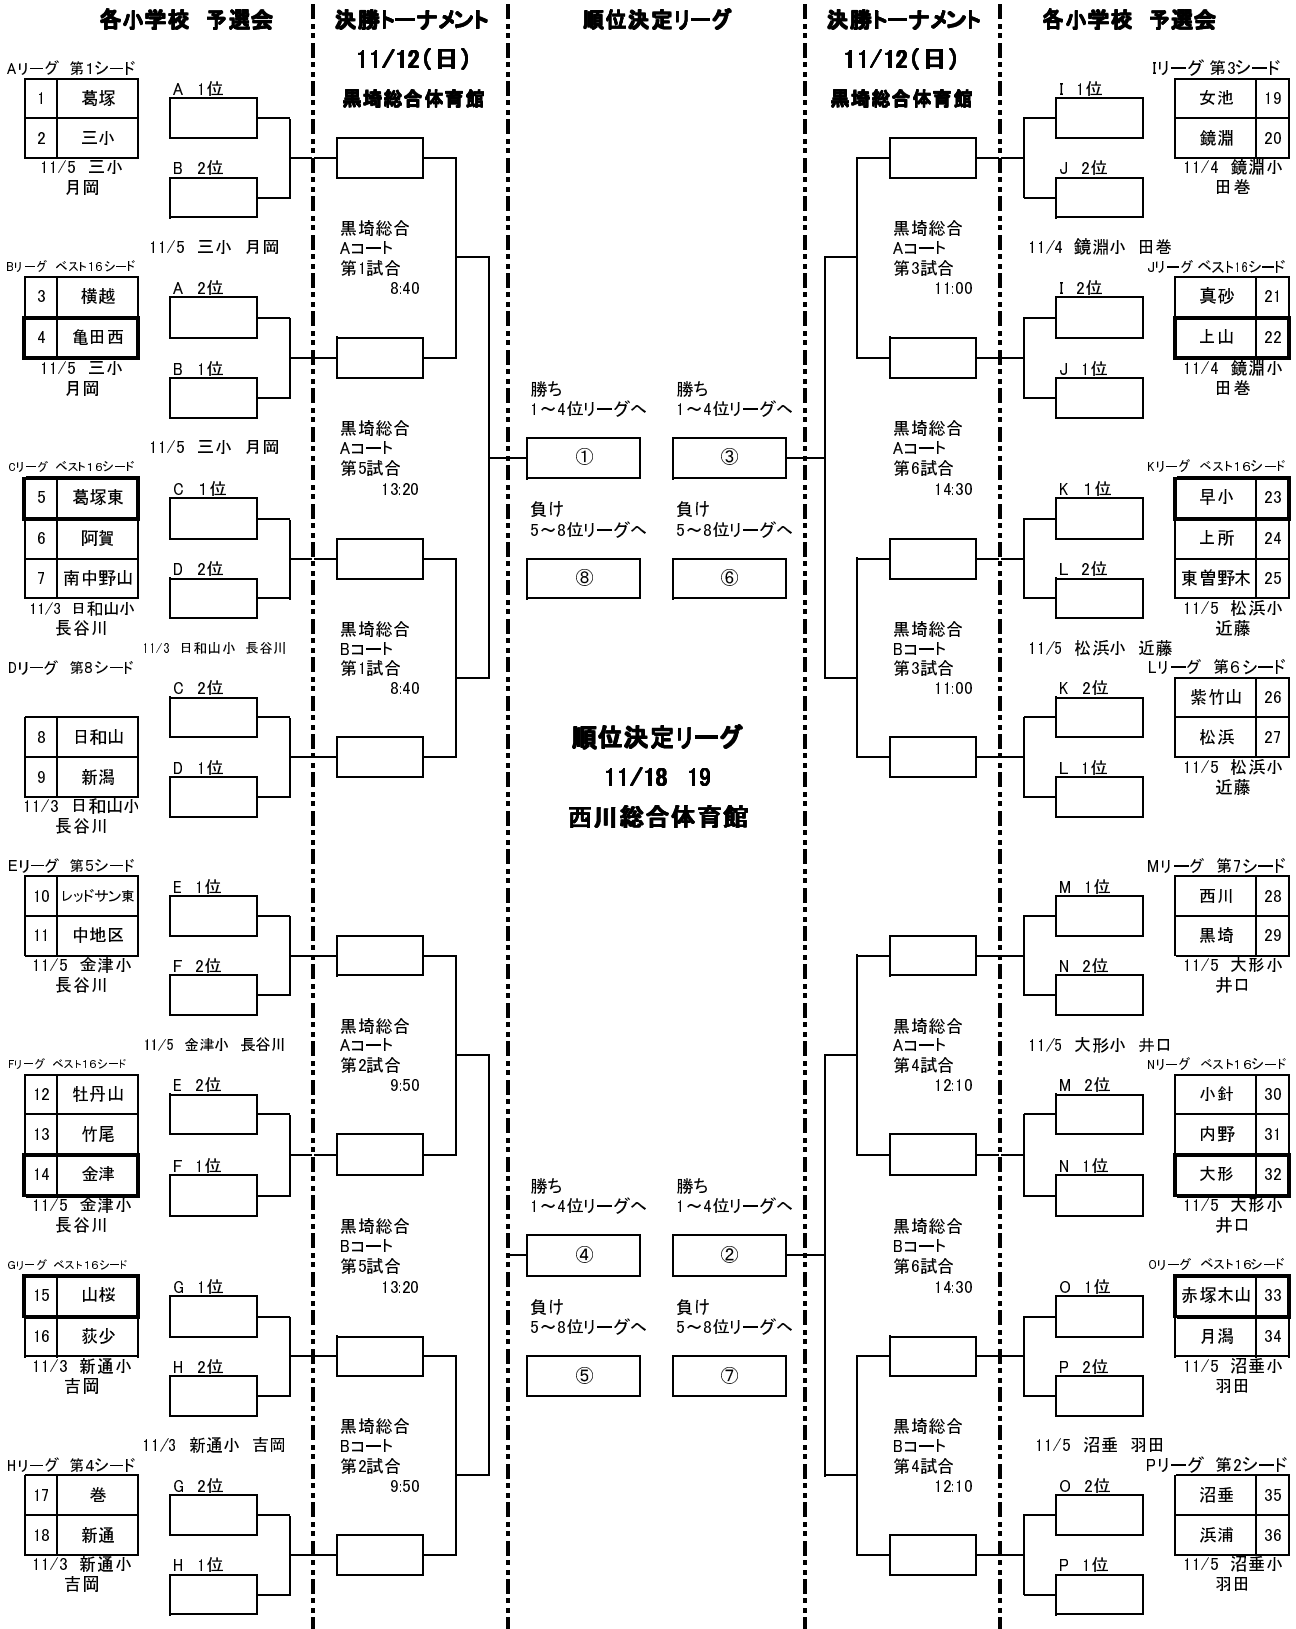 各小学校　予選会
決勝トーナメント
11/12（日）
黒埼総合体育館
順位決定リーグ
決勝トーナメント
11/12（日）
黒埼総合体育館
各小学校　予選会
Aリーグ　第1シード
1 葛塚
2 三小
11/5　三小
月岡
A　1位
B　2位
11/5　三小　月岡
Bリーグ　ベスト16シード
3 横越
4 亀田西
11/5　三小
月岡
A　2位
B　1位
11/5　三小　月岡
Cリーグ　ベスト16シード
5 葛塚東
6 阿賀
7 南中野山
11/3　日和山小
長谷川
C　1位
D　2位
11/3　日和山小　長谷川
Dリーグ　第8シード
8 日和山
9 新潟
11/3　日和山小
長谷川
C　2位
D　1位
Eリーグ　第5シード
10 レッドサン東
11 中地区
11/5　金津小
長谷川
E　1位
F　2位
11/5　金津小　長谷川
Fリーグ　ベスト16シード
12 牡丹山
13 竹尾
14 金津
11/5　金津小
長谷川
E　2位
F　1位
Gリーグ　ベスト16シード
15 山桜
16 荻少
11/3　新通小
吉岡
G　1位
H　2位
11/3　新通小　吉岡
Hリーグ　第4シード
17 巻
18 新通
11/3　新通小
吉岡
G　2位
H　1位
黒埼総合
Aコート
第1試合
8:40
黒埼総合
Aコート
第5試合
13:20
黒埼総合
Bコート
第1試合
8:40
黒埼総合
Aコート
第2試合
9:50
黒埼総合
Bコート
第5試合
13:20
黒埼総合
Bコート
第2試合
9:50
勝ち
1～4位リーグへ
①
負け
5～8位リーグへ
⑧
勝ち
1～4位リーグへ
③
負け
5～8位リーグへ
⑥
順位決定リーグ
11/18　19
西川総合体育館
勝ち
1～4位リーグへ
④
負け
5～8位リーグへ
⑤
勝ち
1～4位リーグへ
②
負け
5～8位リーグへ
⑦
黒埼総合
Aコート
第3試合
11:00
黒埼総合
Aコート
第6試合
14:30
黒埼総合
Bコート
第3試合
11:00
黒埼総合
Aコート
第4試合
12:10
黒埼総合
Bコート
第6試合
14:30
黒埼総合
Bコート
第4試合
12:10
Iリーグ 第3シード
I　1位
女池 19
鏡淵 20
J　2位
11/4　鏡淵小
田巻
11/4　鏡淵小　田巻
Jリーグ ベスト16シード
I　2位
真砂 21
上山 22
J　1位
11/4　鏡淵小
田巻
Kリーグ　ベスト16シード
K　1位
早小 23
上所 24
東曽野木 25
L　2位
11/5　松浜小
近藤
11/5　松浜小　近藤
Lリーグ　第6シード
K　2位
紫竹山 26
松浜 27
L　1位
11/5　松浜小
近藤
Mリーグ　第7シード
M　1位
西川 28
黒埼 29
N　2位
11/5　大形小
井口
11/5　大形小　井口
Nリーグ　ベスト16シード
M　2位
小針 30
内野 31
大形 32
N　1位
11/5　大形小
井口
Oリーグ　ベスト16シード
O　1位
赤塚木山 33
月潟 34
P　2位
11/5　沼垂小
羽田
11/5　沼垂　羽田
Pリーグ　第2シード
O　2位
沼垂 35
浜浦 36
P　1位
11/5　沼垂小
羽田